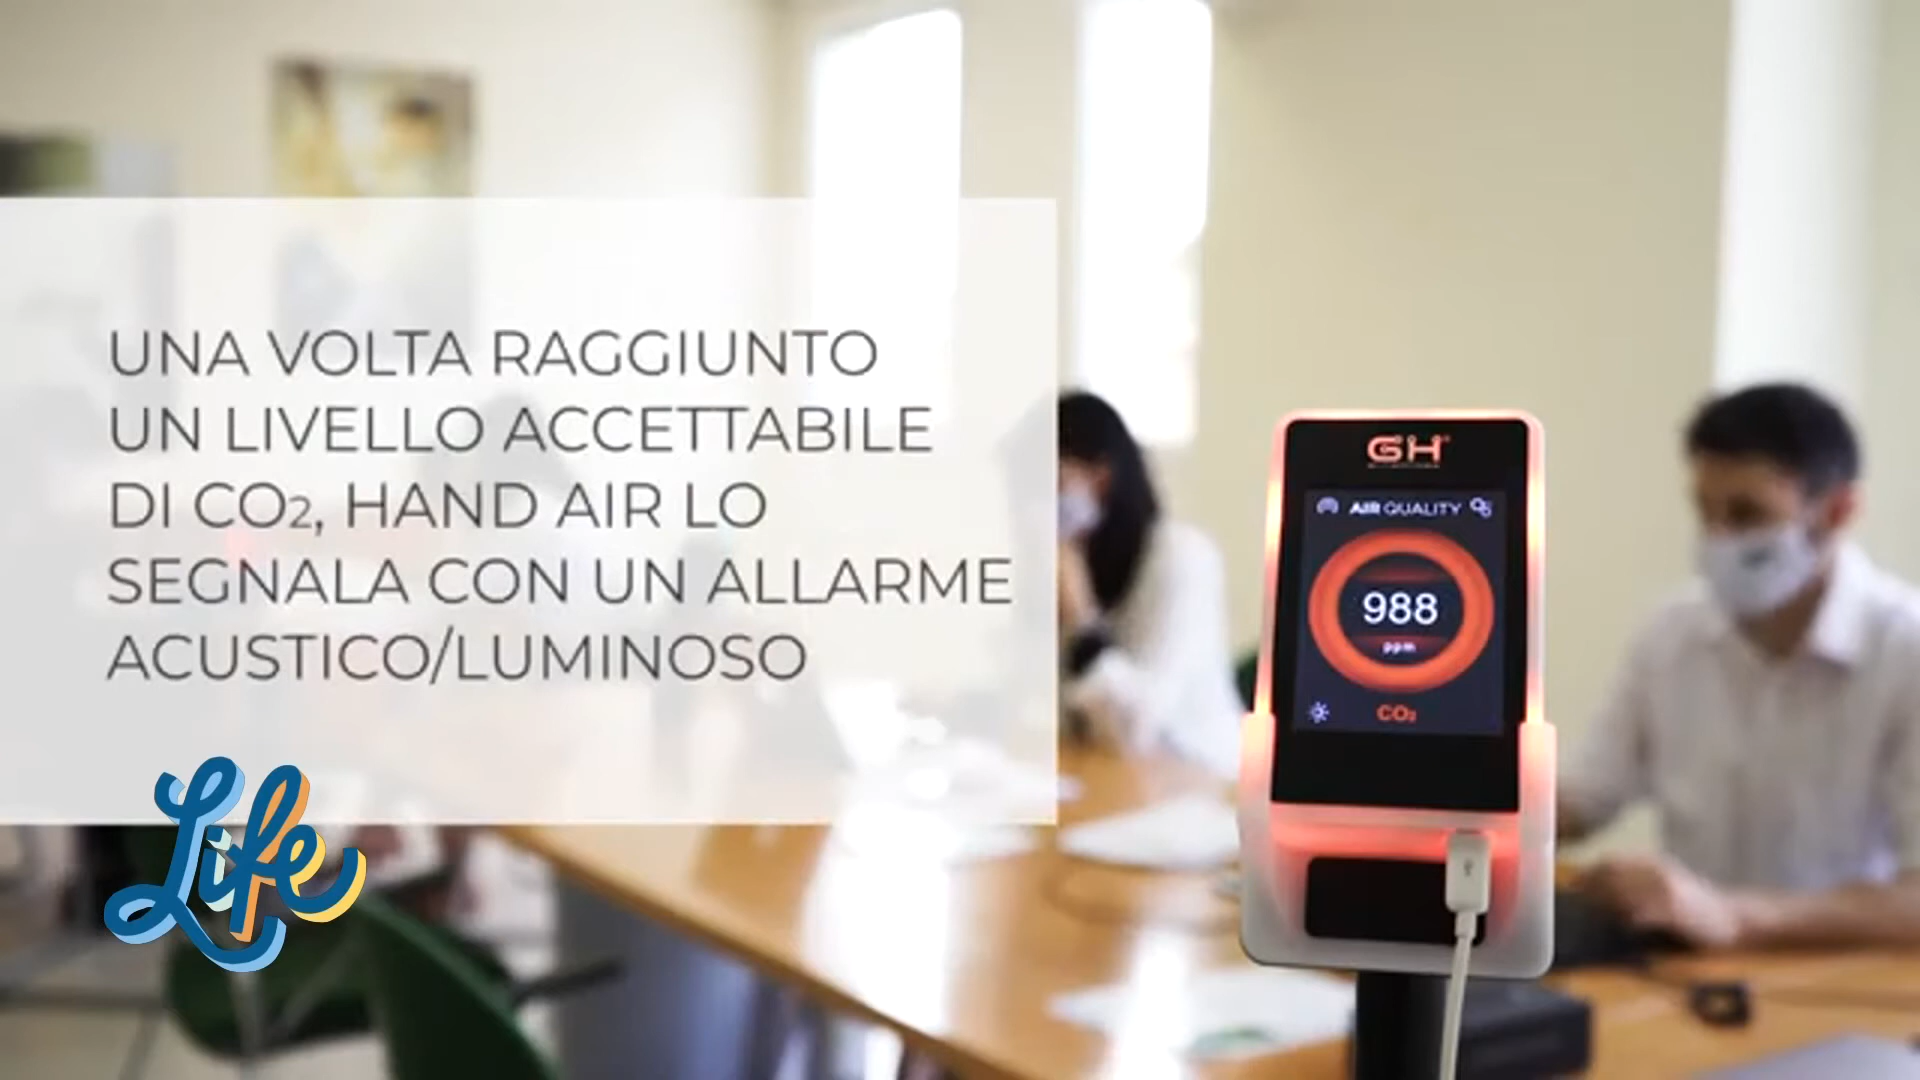 UNA VOLTA RAGGIUNTO
UN LIVELLO ACCETTABILE
DI CO₂, HAND AIR LO
SEGNALA CON UN ALLARME
ACUSTICO/LUMINOSO
Life
GH
AIR QUALITY
988
ppm
CO₂